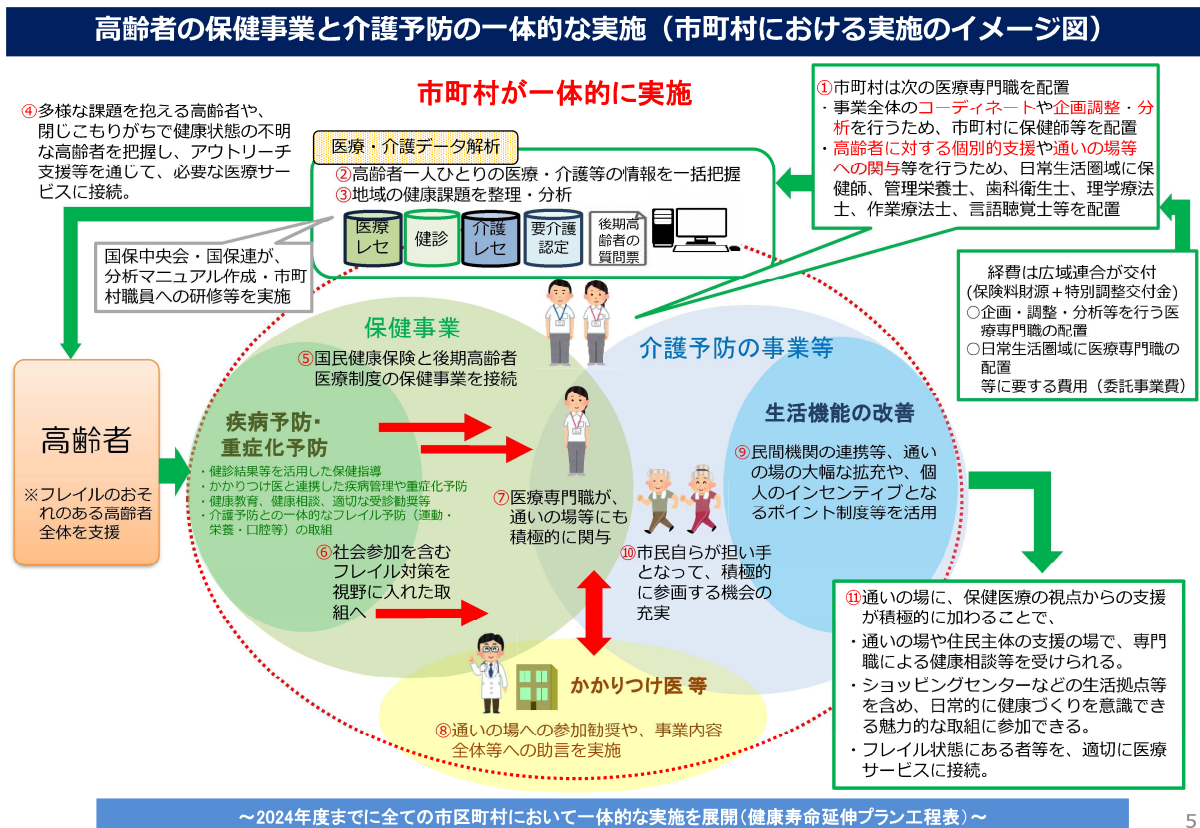 高齢者の保健事業と介護予防の一体的な実施（市町村における実施のイメージ図）
市町村が一体的に実施
④多様な課題を抱える高齢者や、
閉じこもりがちで健康状態の不明
な高齢者を把握し、アウトリーチ
支援等を通じて、必要な医療サー
ビスに接続。
医療・介護データ解析
②高齢者一人ひとりの医療・介護等の情報を一括把握
③地域の健康課題を整理・分析
医療
レセ
健診
介護
レセ
要介護
認定
後期高
齢者の
質問票
①市町村は次の医療専門職を配置
・事業全体のコーディネートや企画調整・分
析を行うため、市町村に保健師等を配置
・高齢者に対する個別的支援や通いの場等
への関与等を行うため、日常生活圏域に保
健師、管理栄養士、歯科衛生士、理学療法
士、作業療法士、言語聴覚士等を配置
国保中央会・国保連が、
分析マニュアル作成・市町
村職員への研修等を実施
経費は広域連合が交付
(保険料財源＋特別調整交付金)
○企画・調整・分析等を行う医
療専門職の配置
○日常生活圏域に医療専門職の
配置
等に要する費用（委託事業費）
保健事業
⑤国民健康保険と後期高齢者
医療制度の保健事業を接続
介護予防の事業等
高齢者
※フレイルのおそ
れのある高齢者
全体を支援
疾病予防・
重症化予防
・健診結果等を活用した保健指導
・かかりつけ医と連携した疾病管理や重症化予防
・健康教育、健康相談、適切な受診勧奨等
・介護予防との一体的なフレイル予防（運動・
栄養・口腔等）の取組
⑥社会参加を含む
フレイル対策を
視野に入れた取
組へ
⑦医療専門職が、
通いの場等にも
積極的に関与
生活機能の改善
⑨民間機関の連携等、通い
の場の大幅な拡充や、個
人のインセンティブとな
るポイント制度等を活用
⑩市民自らが担い手
となって、積極的
に参画する機会の
充実
かかりつけ医 等
⑧通いの場への参加勧奨や、事業内容
全体等への助言を実施
⑪通いの場に、保健医療の視点からの支援
が積極的に加わることで、
・通いの場や住民主体の支援の場で、専門
職による健康相談等を受けられる。
・ショッピングセンターなどの生活拠点等
を含め、日常的に健康づくりを意識でき
る魅力的な取組に参加できる。
・フレイル状態にある者等を、適切に医療
サービスに接続。
～2024年度までに全ての市区町村において一体的な実施を展開（健康寿命延伸プラン工程表）～
5